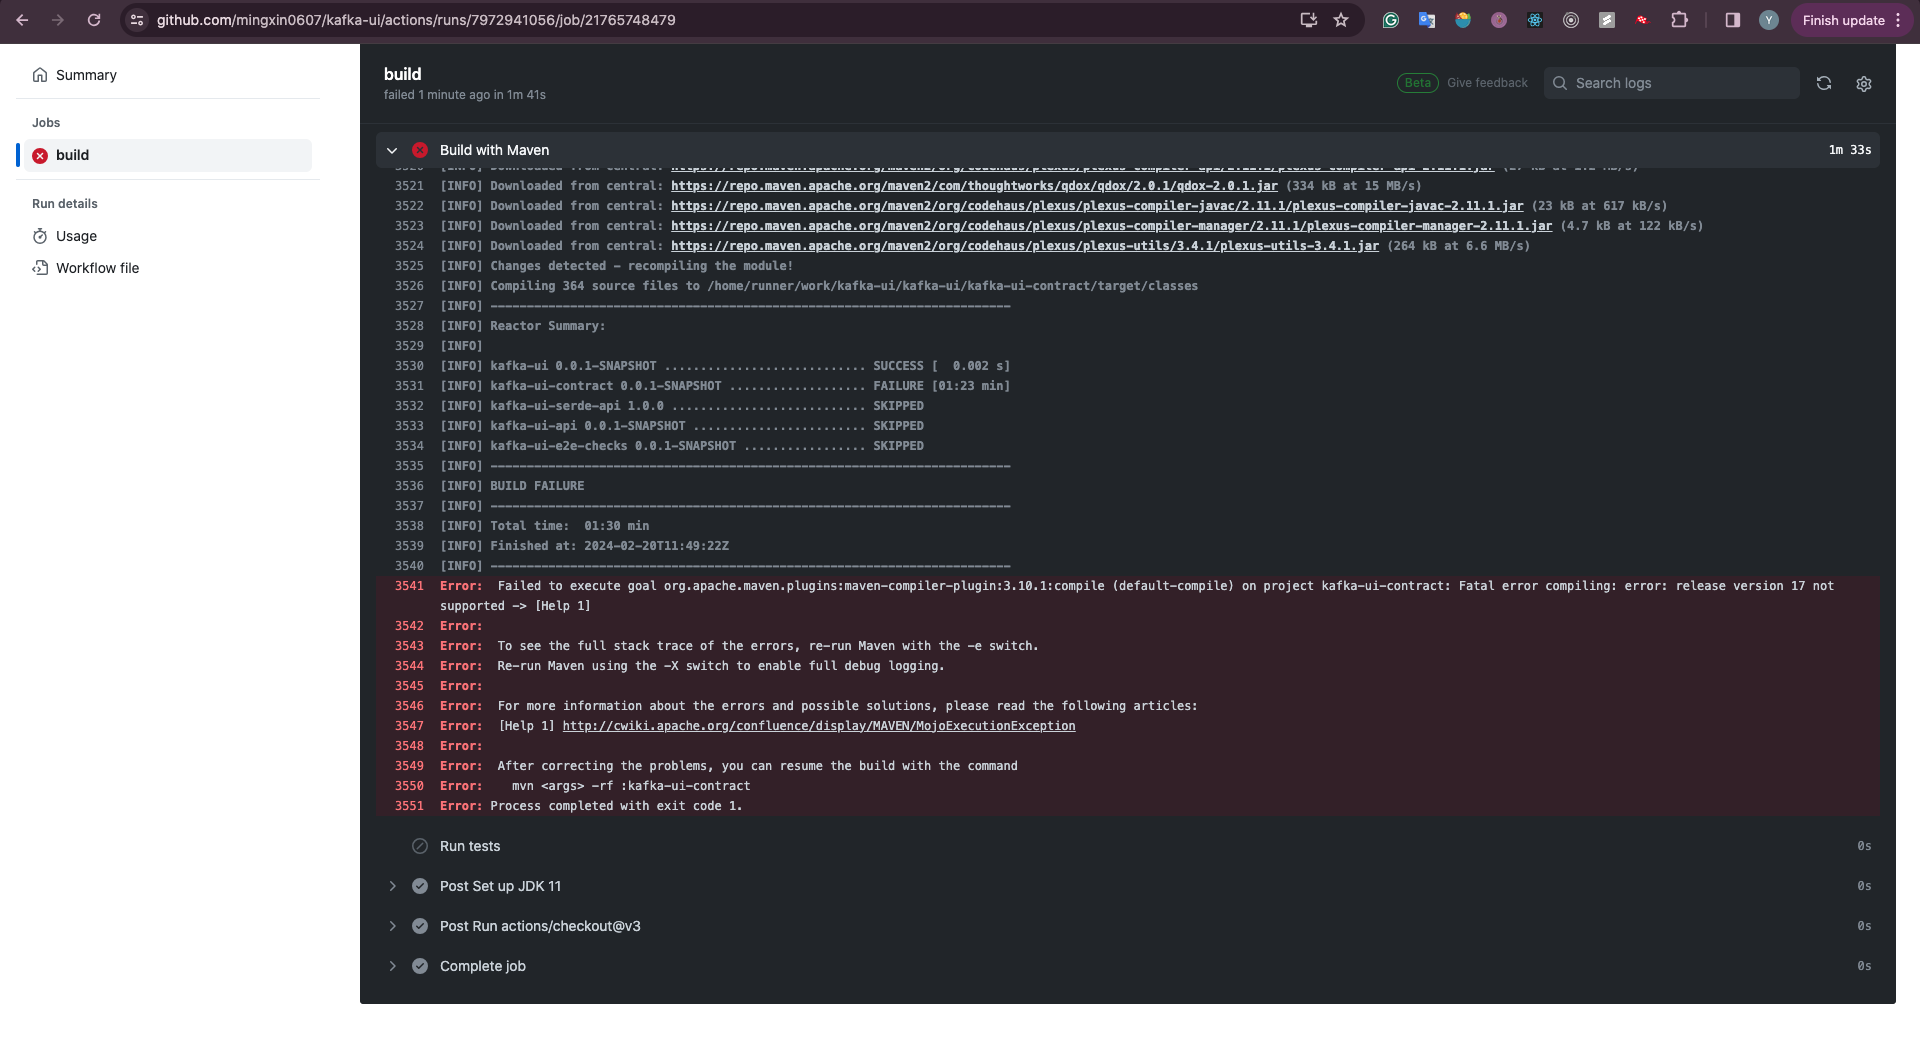 github.com/mingxin0607/kafka-ui/actions/runs/7972941056/job/21765748479
Y
Finish update
Summary
Jobs
build
Run details
Usage
Workflow file
build
failed 1 minute ago in 1m 41s
Beta
Give feedback
Search logs
Build with Maven
1m 33s
3521 [INFO] Downloaded from central: https://repo.maven.apache.org/maven2/com/thoughtworks/qdox/qdox/2.0.1/qdox-2.0.1.jar (334 kB at 15 MB/s)
3522 [INFO] Downloaded from central: https://repo.maven.apache.org/maven2/org/codehaus/plexus/plexus-compiler-javac/2.11.1/plexus-compiler-javac-2.11.1.jar (23 kB at 617 kB/s)
3523 [INFO] Downloaded from central: https://repo.maven.apache.org/maven2/org/codehaus/plexus/plexus-compiler-manager/2.11.1/plexus-compiler-manager-2.11.1.jar (4.7 kB at 122 kB/s)
3524 [INFO] Downloaded from central: https://repo.maven.apache.org/maven2/org/codehaus/plexus/plexus-utils/3.4.1/plexus-utils-3.4.1.jar (264 kB at 6.6 MB/s)
3525 [INFO] Changes detected - recompiling the module!
3526 [INFO] Compiling 364 source files to /home/runner/work/kafka-ui/kafka-ui/kafka-ui-contract/target/classes
3527 [INFO] ------------------------------------------------------------------------
3528 [INFO] Reactor Summary:
3529 [INFO]
3530 [INFO] kafka-ui 0.0.1-SNAPSHOT ............................ SUCCESS [  0.002 s]
3531 [INFO] kafka-ui-contract 0.0.1-SNAPSHOT ................... FAILURE [01:23 min]
3532 [INFO] kafka-ui-serde-api 1.0.0 ........................... SKIPPED
3533 [INFO] kafka-ui-api 0.0.1-SNAPSHOT ........................ SKIPPED
3534 [INFO] kafka-ui-e2e-checks 0.0.1-SNAPSHOT ................. SKIPPED
3535 [INFO] ------------------------------------------------------------------------
3536 [INFO] BUILD FAILURE
3537 [INFO] ------------------------------------------------------------------------
3538 [INFO] Total time:  01:30 min
3539 [INFO] Finished at: 2024-02-20T11:49:22Z
3540 [INFO] ------------------------------------------------------------------------
3541 Error:  Failed to execute goal org.apache.maven.plugins:maven-compiler-plugin:3.10.1:compile (default-compile) on project kafka-ui-contract: Fatal error compiling: error: release version 17 not
supported -> [Help 1]
3542 Error:
3543 Error:  To see the full stack trace of the errors, re-run Maven with the -e switch.
3544 Error:  Re-run Maven using the -X switch to enable full debug logging.
3545 Error:
3546 Error:  For more information about the errors and possible solutions, please read the following articles:
3547 Error:  [Help 1] http://cwiki.apache.org/confluence/display/MAVEN/MojoExecutionException
3548 Error:
3549 Error:  After correcting the problems, you can resume the build with the command
3550 Error:    mvn <args> -rf :kafka-ui-contract
3551 Error: Process completed with exit code 1.
Run tests
0s
Post Set up JDK 11
0s
Post Run actions/checkout@v3
0s
Complete job
0s